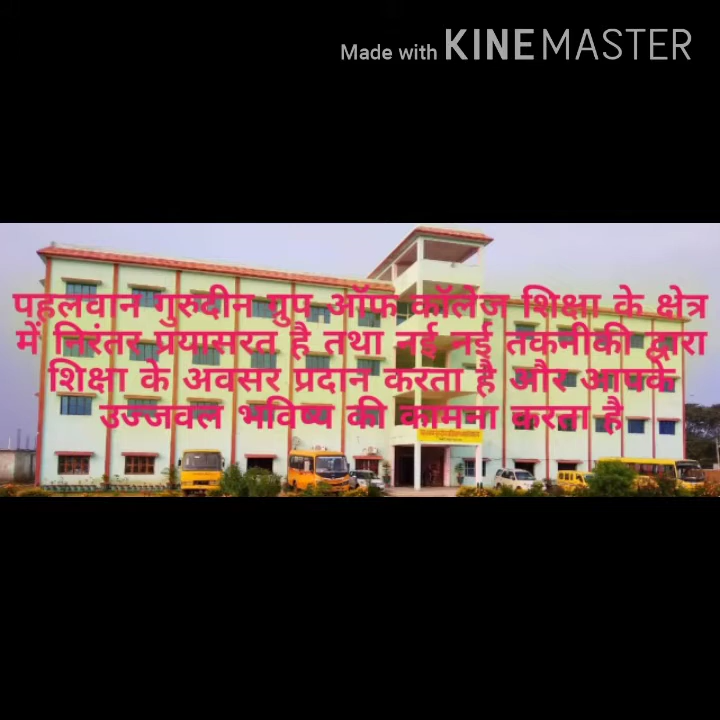 Made with KINEMASTER
पहलवान गुरुदीन ग्रुप ऑफ कॉलेज शिक्षा के क्षेत्र
में निरंतर प्रयासरत है तथा नई नई तकनीकी द्वारा
शिक्षा के अवसर प्रदान करता है और आपके
उज्जवल भविष्य की कामना करता है